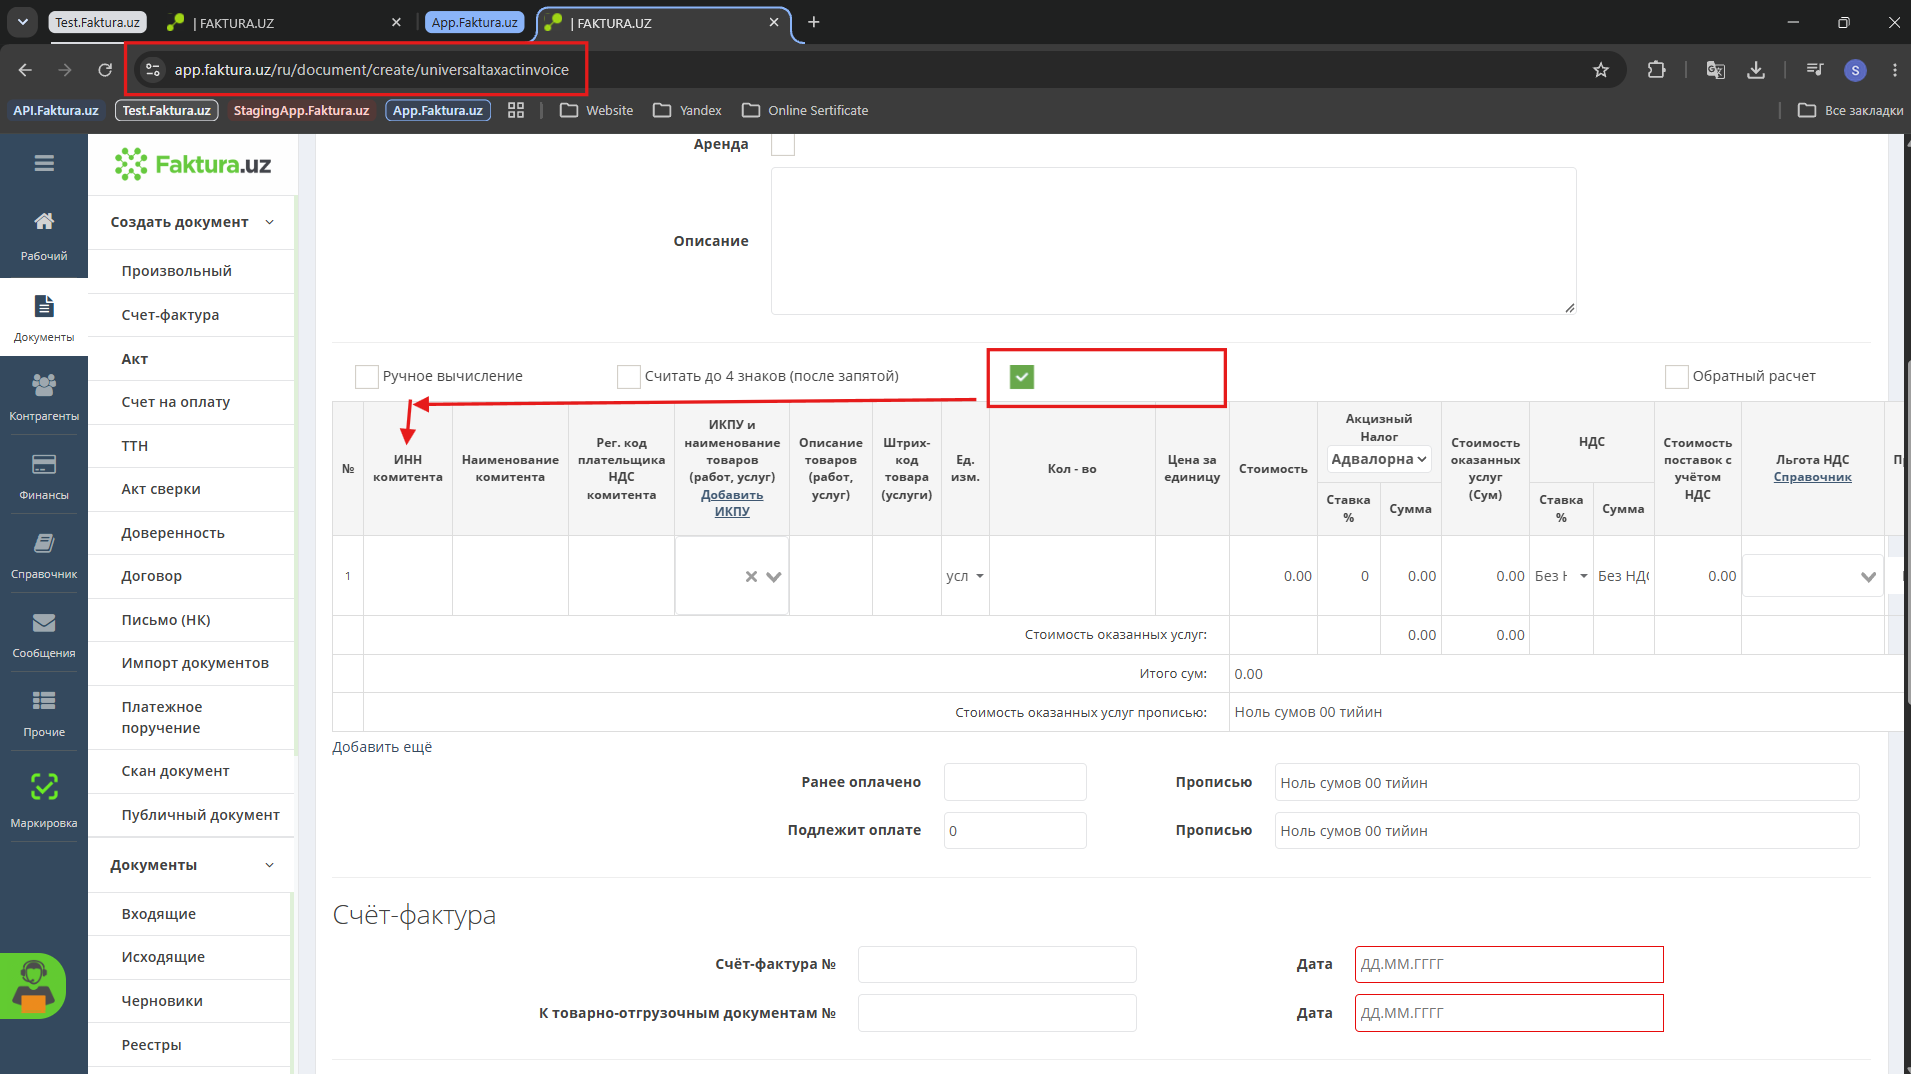 Test.Faktura.uz
| FAKTURA.UZ
App.Faktura.uz
| FAKTURA.UZ
app.faktura.uz/ru/document/create/universaltaxactinvoice
S
API.Faktura.uz
Test.Faktura.uz
StagingApp.Faktura.uz
App.Faktura.uz
Website
Yandex
Online Sertificate
Все закладки
Рабочий
Документы
Контрагенты
Финансы
Справочник
Сообщения
Прочие
Маркировка
Faktura.uz
Создать документ
Произвольный
Счет-фактура
Акт
Счет на оплату
ТТН
Акт сверки
Доверенность
Договор
Письмо (НК)
Импорт документов
Платежное
поручение
Скан документ
Публичный документ
Документы
Входящие
Исходящие
Черновики
Реестры
Аренда
Описание
Ручное вычисление
Считать до 4 знаков (после запятой)
Обратный расчет
№
ИНН
комитента
Наименование
комитента
Рег. код
плательщика
НДС
комитента
ИКПУ и
наименование
товаров
(работ, услуг)
Добавить
ИКПУ
Описание
товаров
(работ,
услуг)
Штрих-
код
товара
(услуги)
Ед.
изм.
Кол - во
Цена за
единицу
Стоимость
Акцизный
Налог
Адвалорна
Ставка
%
Сумма
Стоимость
оказанных
услуг
(Сум)
НДС
Ставка
%
Сумма
Стоимость
поставок с
учётом
НДС
Льгота НДС
Справочник
1
усл
0.00
0
0.00
0.00
Без
Без НДС
0.00
Стоимость оказанных услуг:
0.00
0.00
Итого сум:
0.00
Стоимость оказанных услуг прописью:
Ноль сумов 00 тийин
Добавить ещё
Ранее оплачено
Прописью
Ноль сумов 00 тийин
Подлежит оплате
0
Прописью
Ноль сумов 00 тийин
Счёт-фактура
Счёт-фактура №
Дата
ДД.ММ.ГГГГ
К товарно-отгрузочным документам №
Дата
ДД.ММ.ГГГГ